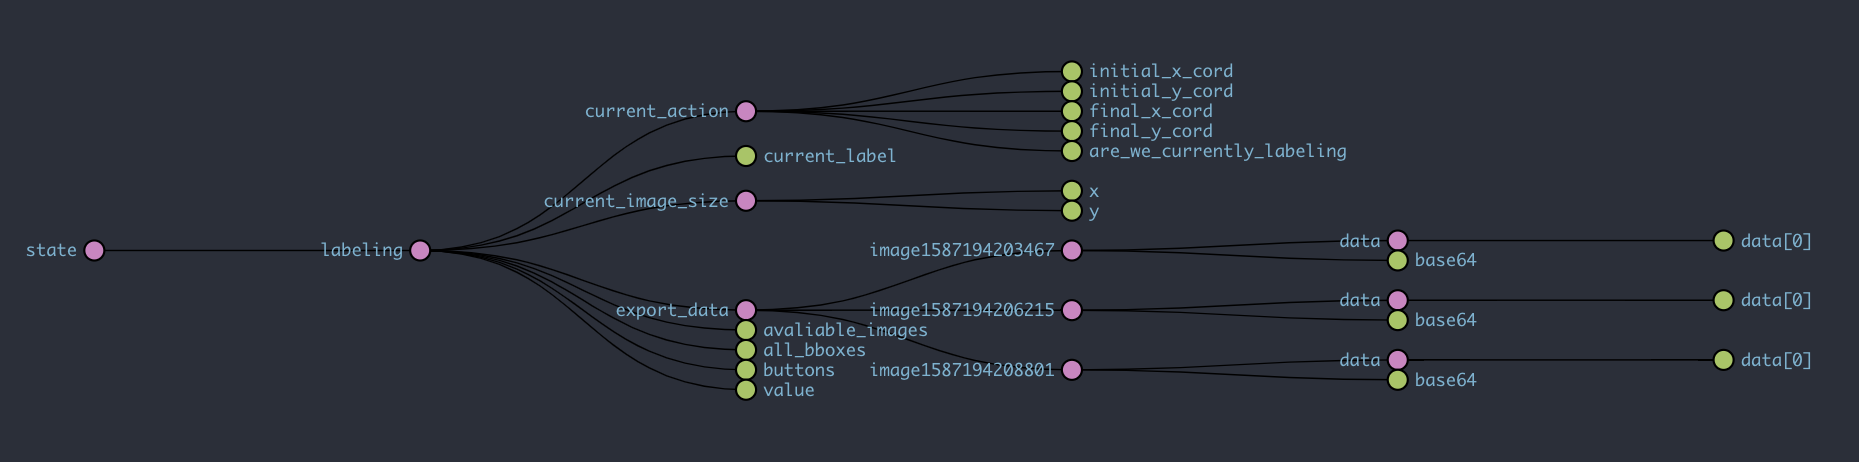 state
labeling
current_action
initial_x_cord
initial_y_cord
final_x_cord
final_y_cord
are_we_currently_labeling
current_label
current_image_size
x
y
export_data
image1587194203467
data
data[0]
base64
image1587194206215
data
data[0]
base64
image1587194208801
data
data[0]
base64
avaliable_images
all_bboxes
buttons
value